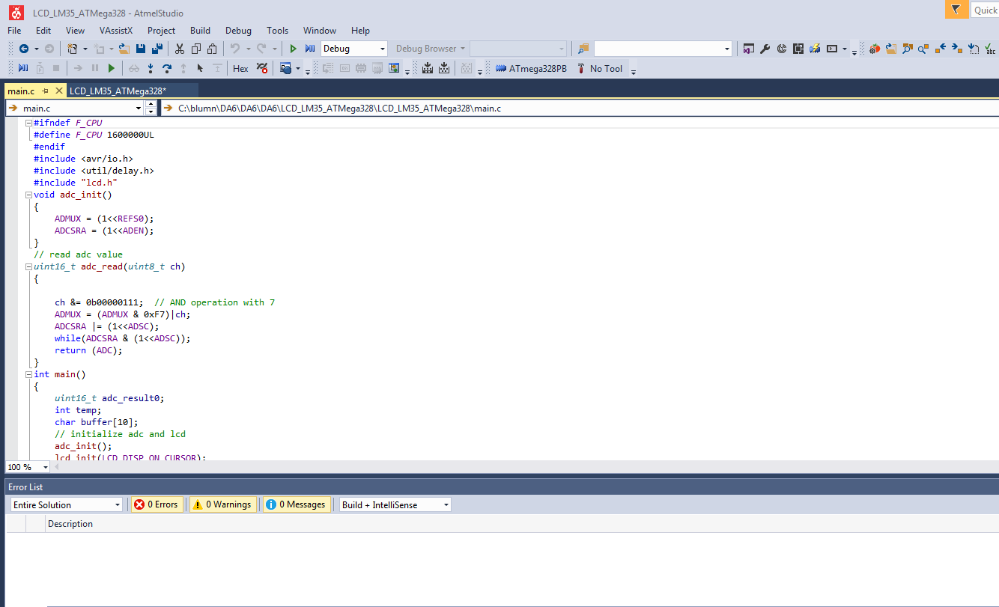 LCD_LM35_ATMega328 - AtmelStudio
Quick
File Edit View VAssistX Project Build Debug Tools Window Help
Debug Debug Browser
Hex ATmega328PB No Tool
main.c LCD_LM35_ATMega328*
main.c C:\blumn\DA6\DA6\DA6\LCD_LM35_ATMega328\LCD_LM35_ATMega328\main.c
#ifndef F_CPU
#define F_CPU 1600000UL
#endif
#include <avr/io.h>
#include <util/delay.h>
#include "lcd.h"
void adc_init()
{
ADMUX = (1<<REFS0);
ADCSRA = (1<<ADEN);
}
// read adc value
uint16_t adc_read(uint8_t ch)
{
ch &= 0b00000111;  // AND operation with 7
ADMUX = (ADMUX & 0xF7)|ch;
ADCSRA |= (1<<ADSC);
while(ADCSRA & (1<<ADSC));
return (ADC);
}
int main()
{
uint16_t adc_result0;
int temp;
char buffer[10];
// initialize adc and lcd
adc_init();
lcd_init(LCD_DISP_ON_CURSOR);
100 %
Error List
Entire Solution 0 Errors 0 Warnings 0 Messages Build + IntelliSense
Description